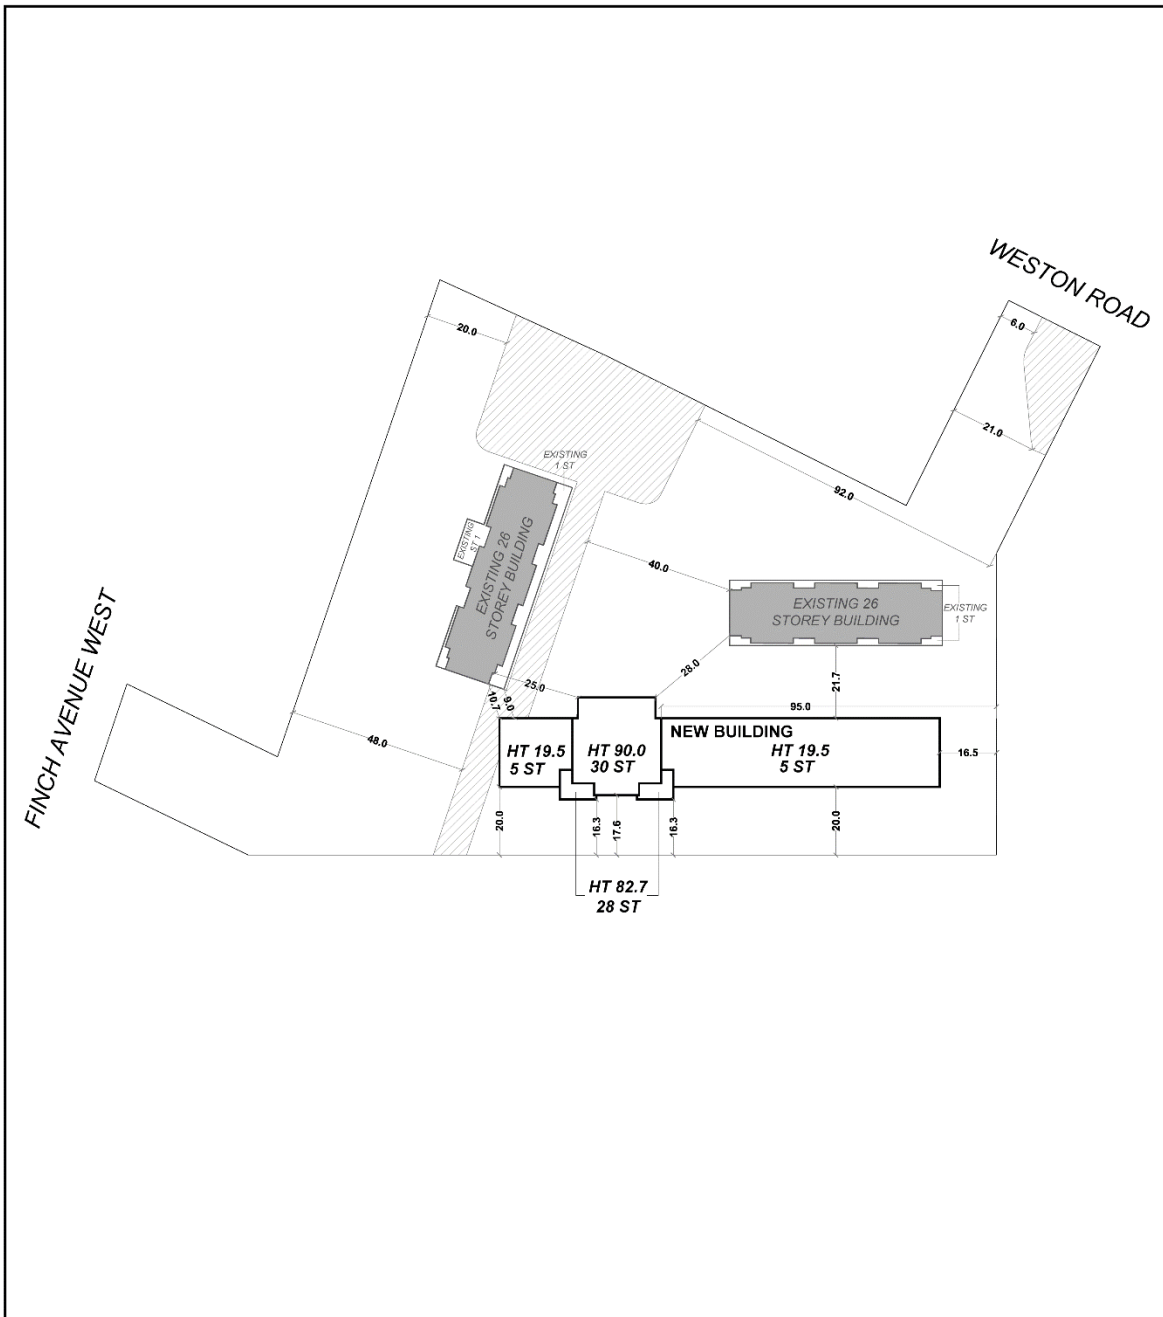 WESTON ROAD
6.0
20.0
21.0
EXISTING
1 ST
92.0
EXISTING
ST 1
EXISTING 26
STOREY BUILDING
40.0
EXISTING 26
STOREY BUILDING
EXISTING
1 ST
FINCH AVENUE WEST
28.0
25.0
21.7
10.7
9.0
95.0
48.0
NEW BUILDING
HT 19.5
5 ST
HT 90.0
30 ST
HT 19.5
5 ST
16.5
20.0
16.3
17.6
16.3
20.0
HT 82.7
28 ST